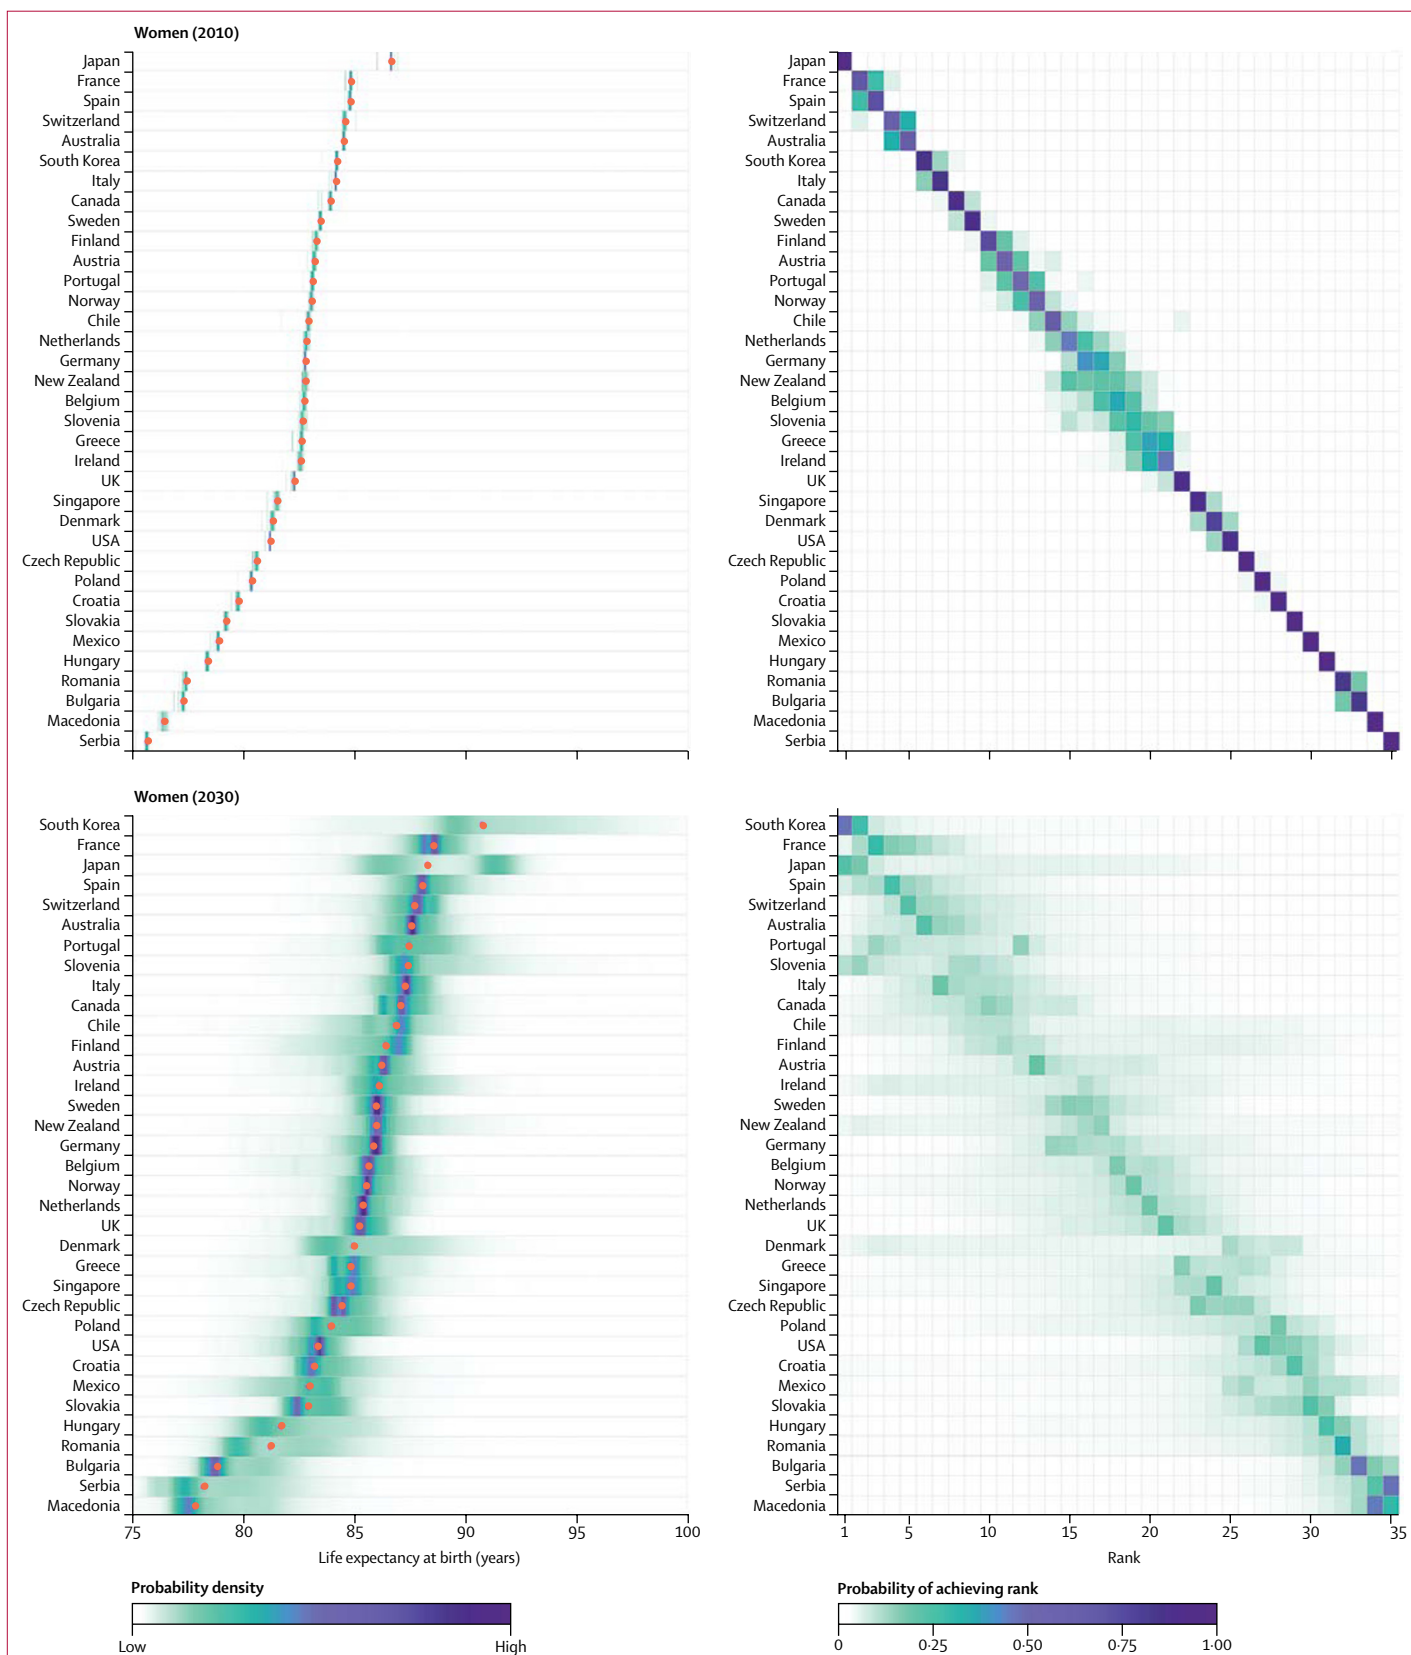 Women (2010)
Japan
France
Spain
Switzerland
Australia
South Korea
Italy
Canada
Sweden
Finland
Austria
Portugal
Norway
Chile
Netherlands
Germany
New Zealand
Belgium
Slovenia
Greece
Ireland
UK
Singapore
Denmark
USA
Czech Republic
Poland
Croatia
Slovakia
Mexico
Hungary
Romania
Bulgaria
Macedonia
Serbia
Japan
France
Spain
Switzerland
Australia
South Korea
Italy
Canada
Sweden
Finland
Austria
Portugal
Norway
Chile
Netherlands
Germany
New Zealand
Belgium
Slovenia
Greece
Ireland
UK
Singapore
Denmark
USA
Czech Republic
Poland
Croatia
Slovakia
Mexico
Hungary
Romania
Bulgaria
Macedonia
Serbia
Women (2030)
South Korea
France
Japan
Spain
Switzerland
Australia
Portugal
Slovenia
Italy
Canada
Chile
Finland
Austria
Ireland
Sweden
New Zealand
Germany
Belgium
Norway
Netherlands
UK
Denmark
Greece
Singapore
Czech Republic
Poland
USA
Croatia
Mexico
Slovakia
Hungary
Romania
Bulgaria
Serbia
Macedonia
75 80 85 90 95 100
Life expectancy at birth (years)
South Korea
France
Japan
Spain
Switzerland
Australia
Portugal
Slovenia
Italy
Canada
Chile
Finland
Austria
Ireland
Sweden
New Zealand
Germany
Belgium
Norway
Netherlands
UK
Denmark
Greece
Singapore
Czech Republic
Poland
USA
Croatia
Mexico
Slovakia
Hungary
Romania
Bulgaria
Serbia
Macedonia
1 5 10 15 20 25 30 35
Rank
Probability density
Low High
Probability of achieving rank
0 0·25 0·50 0·75 1·00